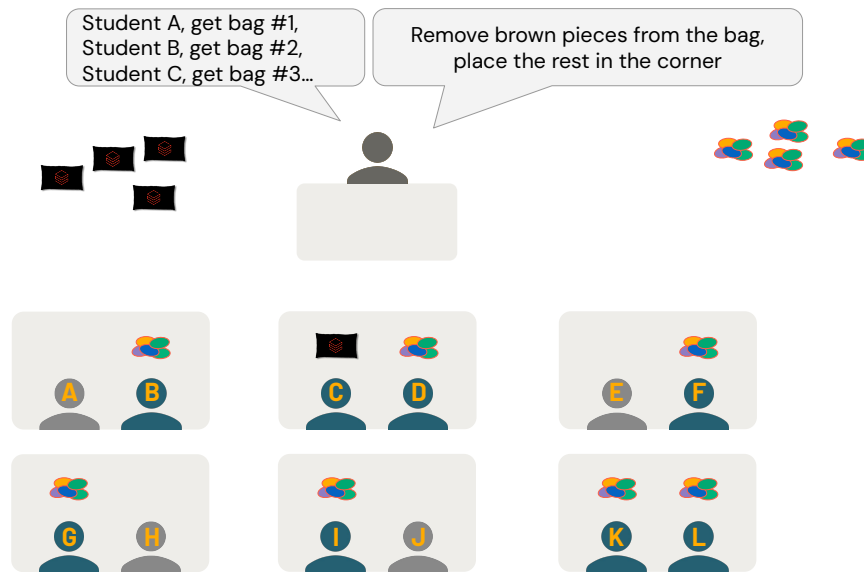 Student A, get bag #1,
Student B, get bag #2,
Student C, get bag #3…
Remove brown pieces from the bag,
place the rest in the corner
A B C D E F
G H I J K L